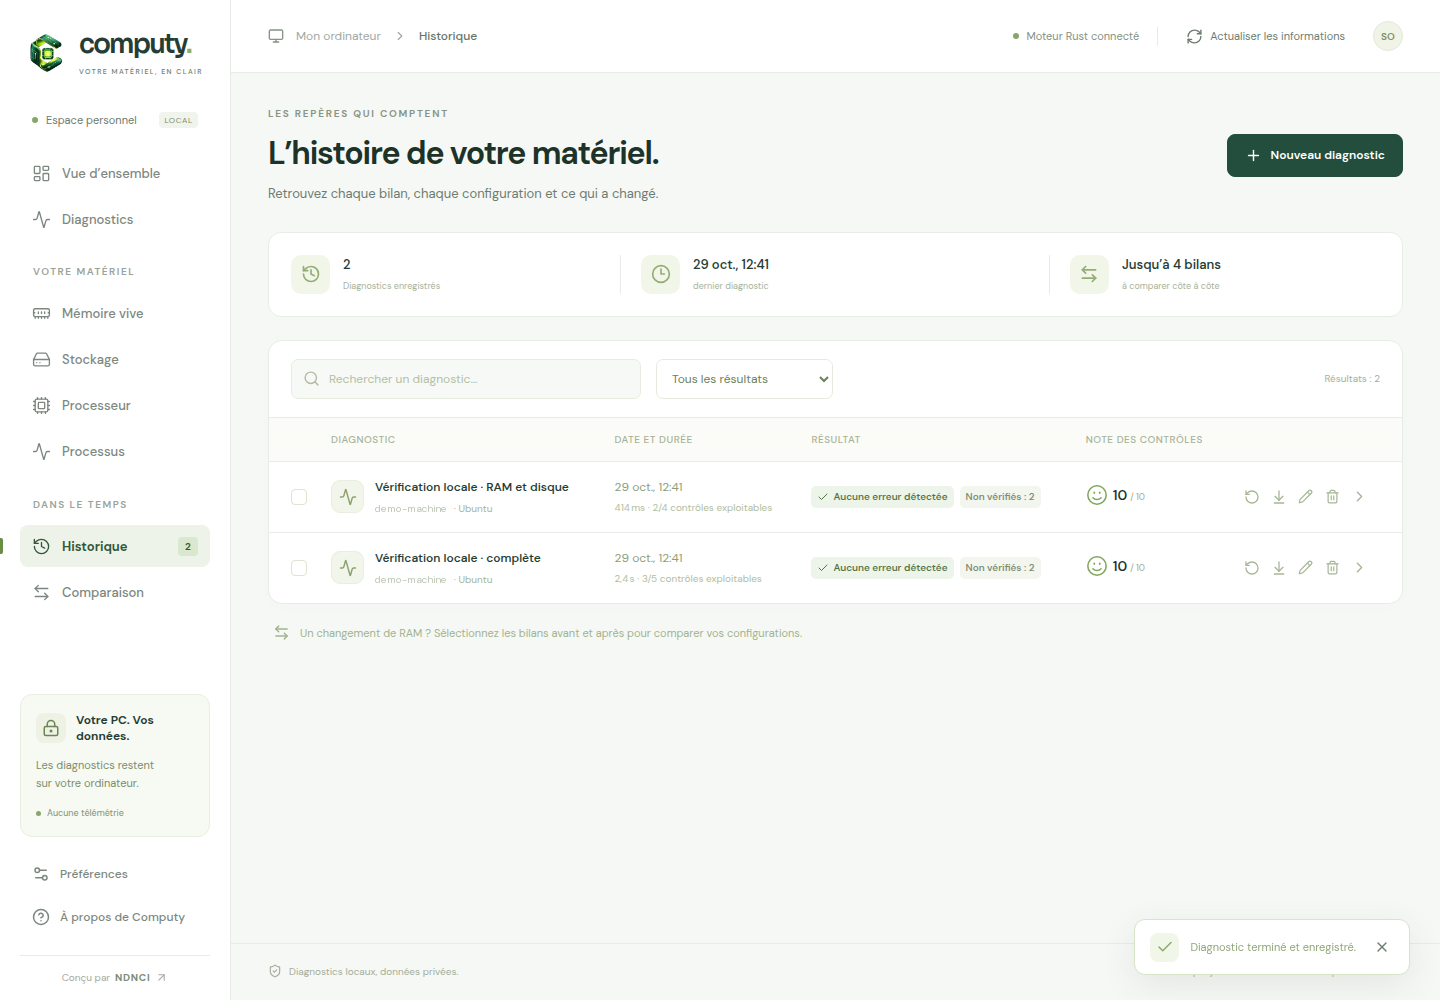 computy.
VOTRE MATÉRIEL, EN CLAIR
Espace personnel LOCAL
Vue d’ensemble
Diagnostics
VOTRE MATÉRIEL
Mémoire vive
Stockage
Processeur
Processus
DANS LE TEMPS
Historique 2
Comparaison
Votre PC. Vos
données.
Les diagnostics restent
sur votre ordinateur.
Aucune télémétrie
Préférences
À propos de Computy
Conçu par NDNCI
Mon ordinateur Historique
Moteur Rust connecté Actualiser les informations SO
LES REPÈRES QUI COMPTENT
L’histoire de votre matériel.
Retrouvez chaque bilan, chaque configuration et ce qui a changé.
Nouveau diagnostic
2
Diagnostics enregistrés
29 oct., 12:41
dernier diagnostic
Jusqu’à 4 bilans
à comparer côte à côte
Rechercher un diagnostic… Tous les résultats Résultats : 2
DIAGNOSTIC DATE ET DURÉE RÉSULTAT NOTE DES CONTRÔLES
Vérification locale · RAM et disque 29 oct., 12:41 Aucune erreur détectée Non vérifiés : 2 10 / 10
demo-machine · Ubuntu 414 ms · 2/4 contrôles exploitables
Vérification locale · complète 29 oct., 12:41 Aucune erreur détectée Non vérifiés : 2 10 / 10
demo-machine · Ubuntu 2,4 s · 3/5 contrôles exploitables
Un changement de RAM ? Sélectionnez les bilans avant et après pour comparer vos configurations.
Diagnostic terminé et enregistré.
Diagnostics locaux, données privées.